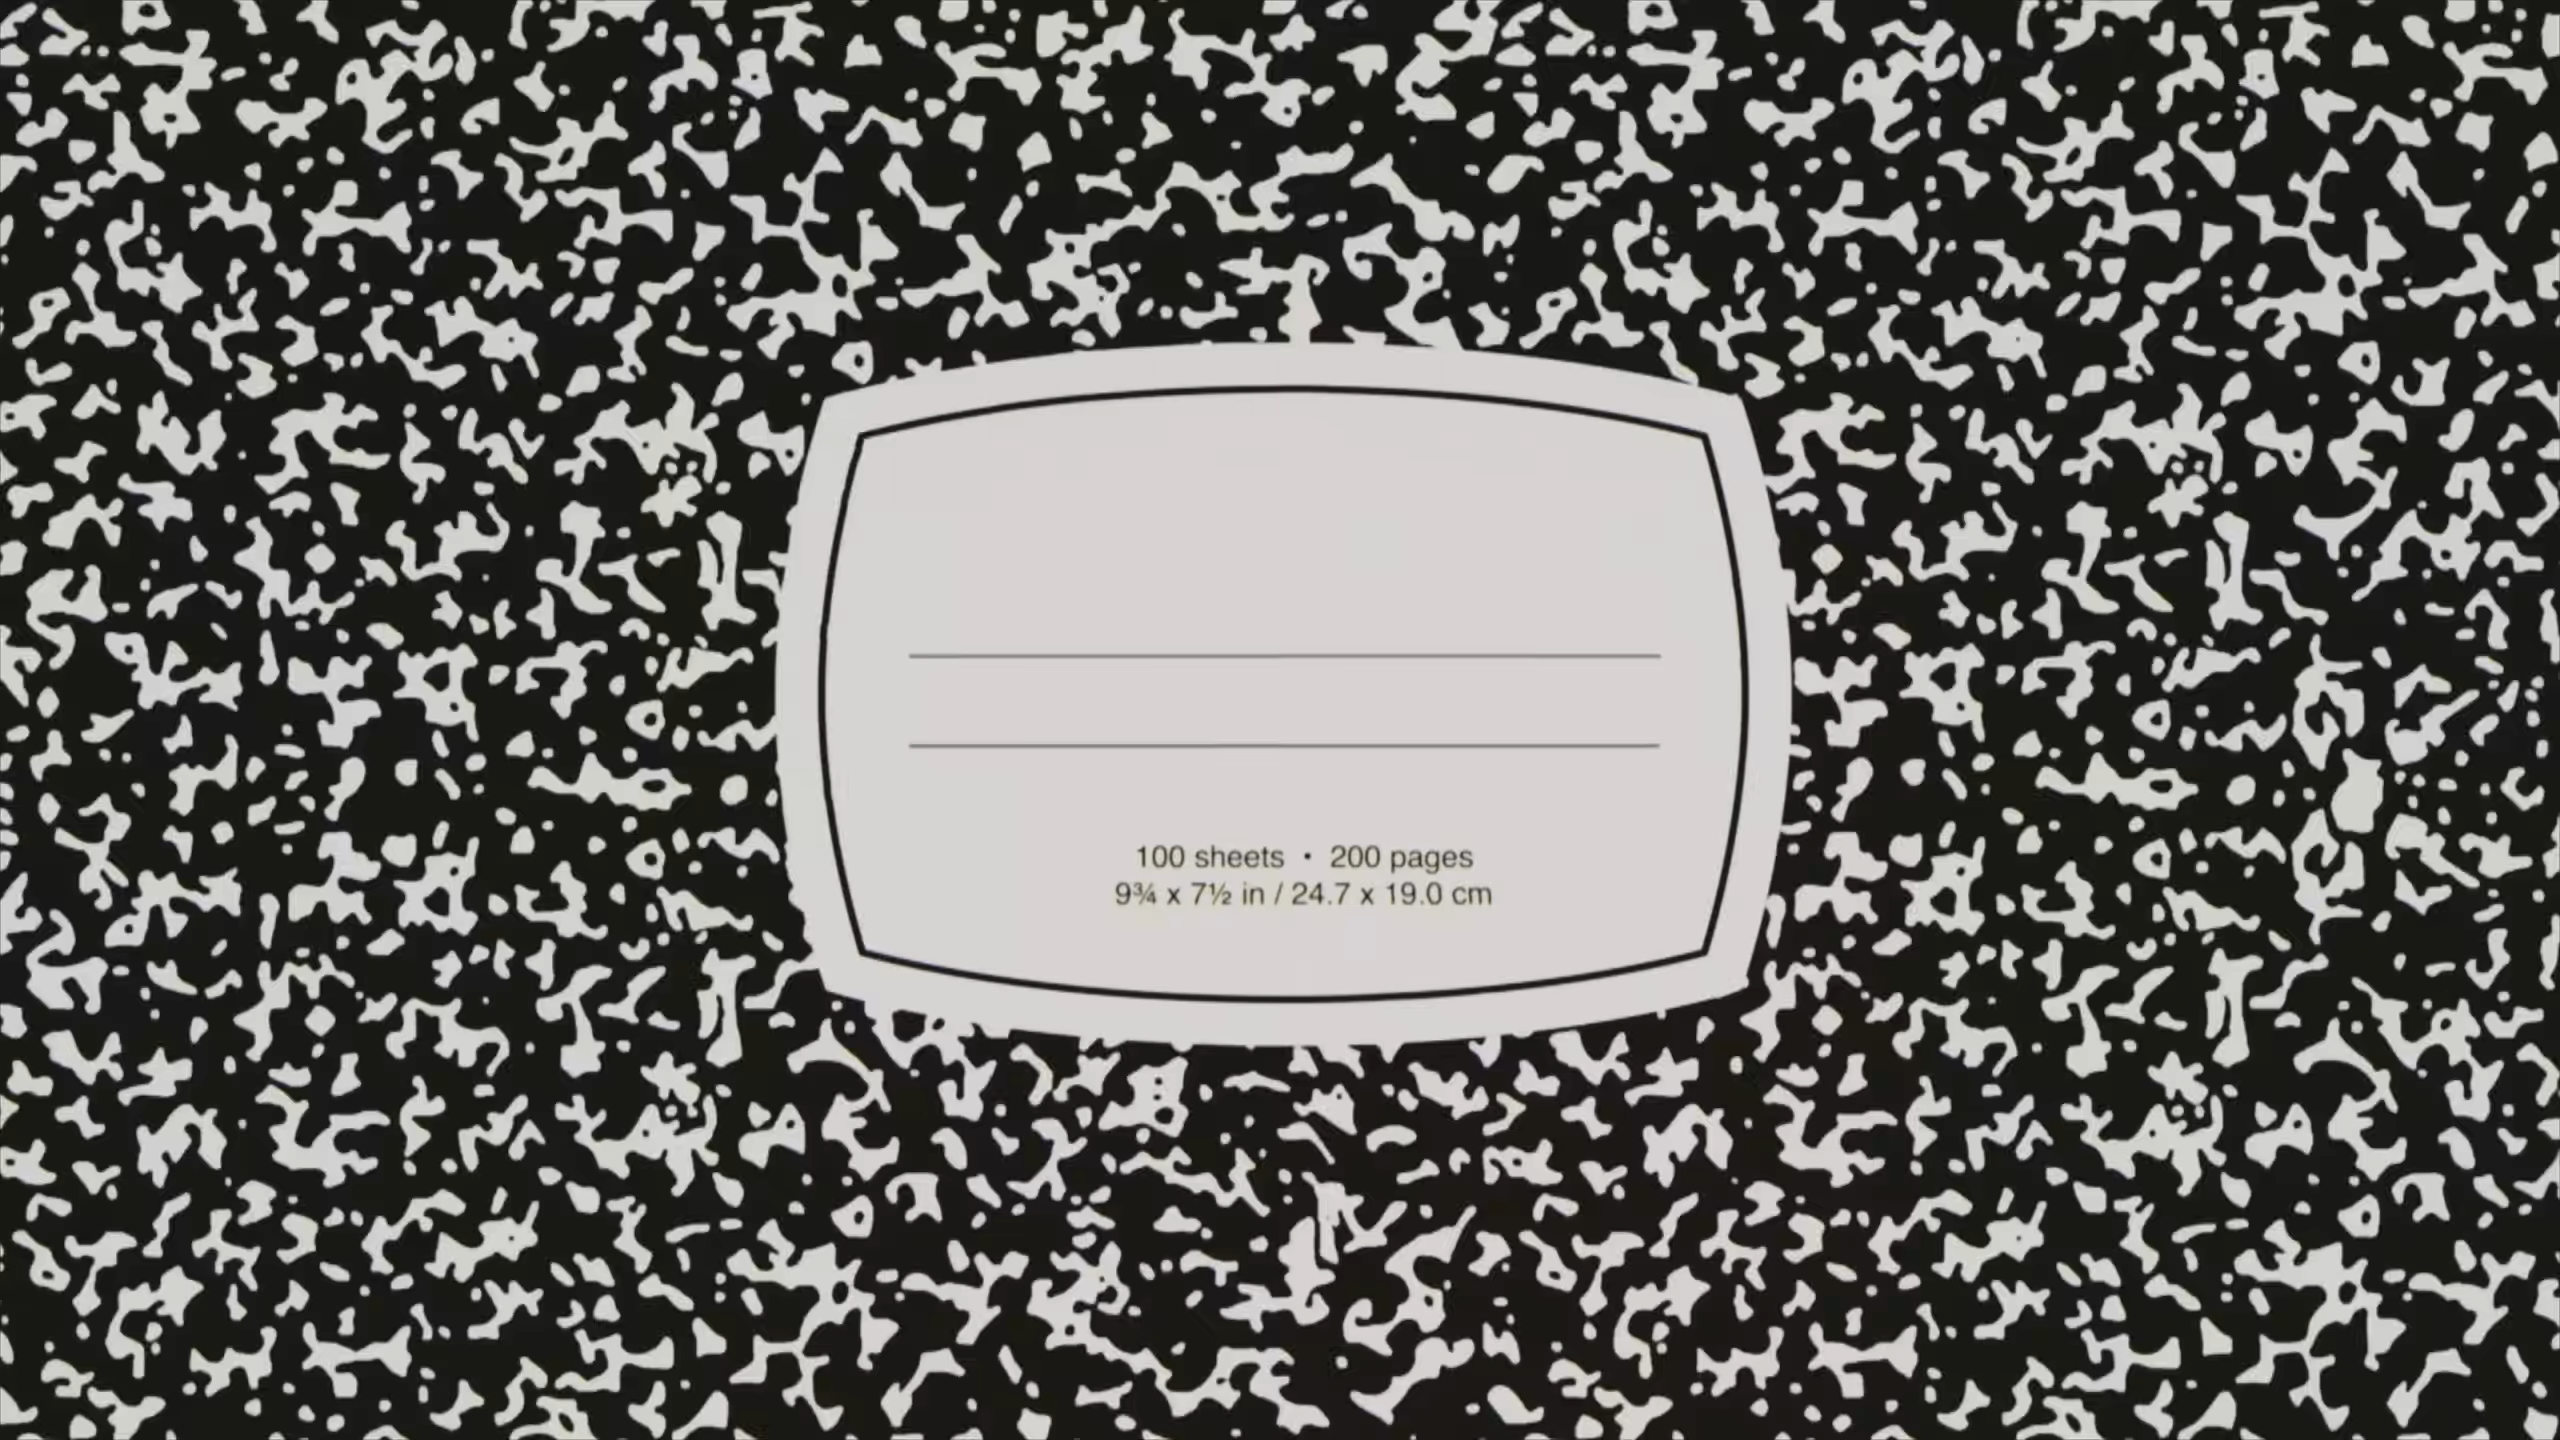 100 sheets • 200 pages
9¾ x 7½ in / 24.7 x 19.0 cm